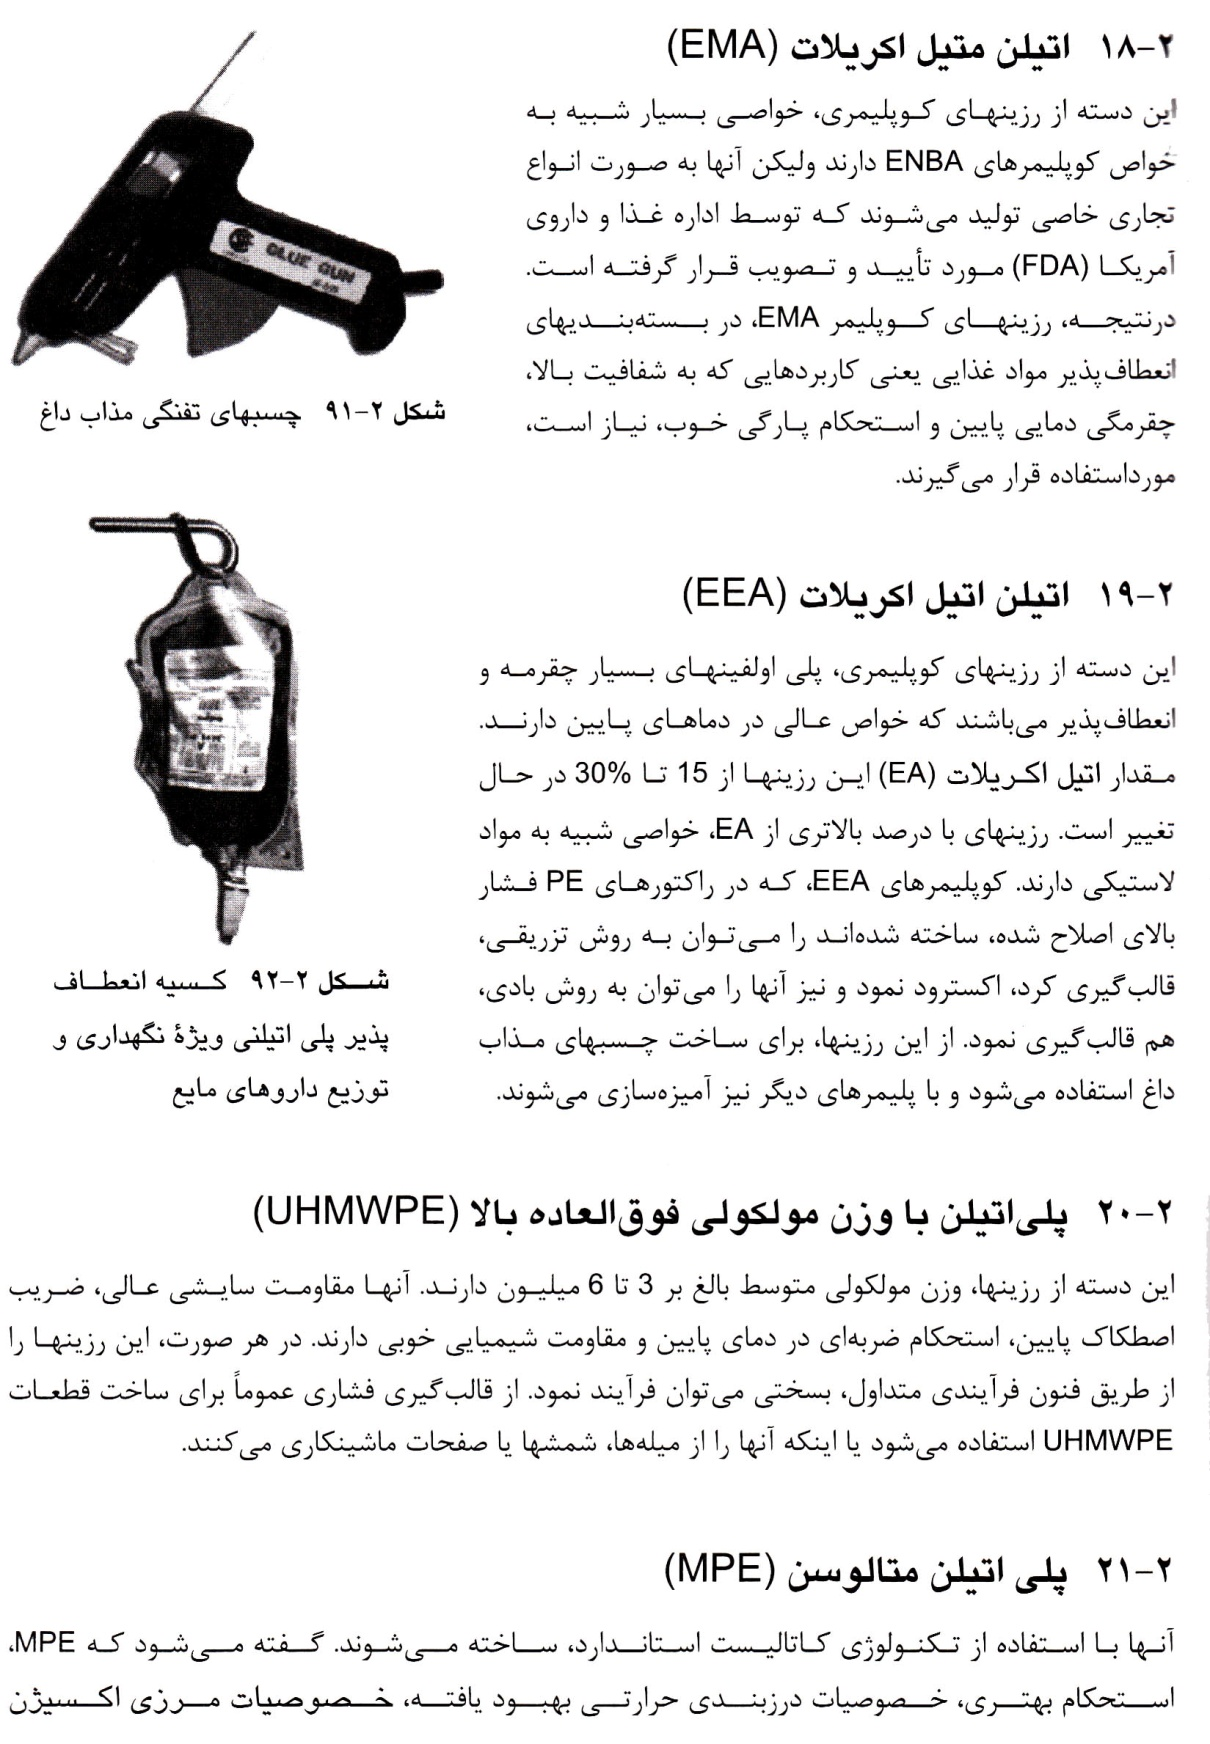 ۲-۱۸ اتیلن متیل اکریلات (EMA)
این دسته از رزینهای کوپلیمری، خواصی بسیار شبیه به
خواص کوپلیمرهای ENBA دارند ولیکن آنها به صورت انواع
تجاری خاصی تولید می‌شوند که توسط اداره غذا و داروی
آمریکا (FDA) مورد تأیید و تصویب قرار گرفته است.
درنتیجه، رزینهای کوپلیمر EMA، در بسته‌بندیهای
انعطاف‌پذیر مواد غذایی یعنی کاربردهایی که به شفافیت بالا،
چقرمگی دمایی پایین و استحکام پارگی خوب، نیاز است،
مورداستفاده قرار می‌گیرند.
GLUE GUN
شکل ۲-۹۱ چسبهای تفنگی مذاب داغ
۲-۱۹ اتیلن اتیل اکریلات (EEA)
این دسته از رزینهای کوپلیمری، پلی اولفینهای بسیار چقرمه و
انعطاف‌پذیر می‌باشند که خواص عالی در دماهای پایین دارند.
مقدار اتیل اکریلات (EA) این رزینها از 15 تا 30% در حال
تغییر است. رزینهای با درصد بالاتری از EA، خواصی شبیه به مواد
لاستیکی دارند. کوپلیمرهای EEA، که در راکتورهای PE فشار
بالای اصلاح شده، ساخته شده‌اند را می‌توان به روش تزریقی،
قالب‌گیری کرد، اکسترود نمود و نیز آنها را می‌توان به روش بادی،
هم قالب‌گیری نمود. از این رزینها، برای ساخت چسبهای مذاب
داغ استفاده می‌شود و با پلیمرهای دیگر نیز آمیزه‌سازی می‌شوند.
شکل ۲-۹۲ کسیه انعطاف
پذیر پلی اتیلنی ویژهٔ نگهداری و
توزیع داروهای مایع
۲-۲۰ پلی‌اتیلن با وزن مولکولی فوق‌العاده بالا (UHMWPE)
این دسته از رزینها، وزن مولکولی متوسط بالغ بر 3 تا 6 میلیون دارند. آنها مقاومت سایشی عالی، ضریب
اصطکاک پایین، استحکام ضربه‌ای در دمای پایین و مقاومت شیمیایی خوبی دارند. در هر صورت، این رزینها را
از طریق فنون فرآیندی متداول، بسختی می‌توان فرآیند نمود. از قالب‌گیری فشاری عموماً برای ساخت قطعات
UHMWPE استفاده می‌شود یا اینکه آنها را از میله‌ها، شمشها یا صفحات ماشینکاری می‌کنند.
۲-۲۱ پلی اتیلن متالوسن (MPE)
آنها با استفاده از تکنولوژی کاتالیست استاندارد، ساخته می‌شوند. گفته می‌شود که MPE،
استحکام بهتری، خصوصیات درزبندی حرارتی بهبود یافته، خصوصیات مرزی اکسیژن